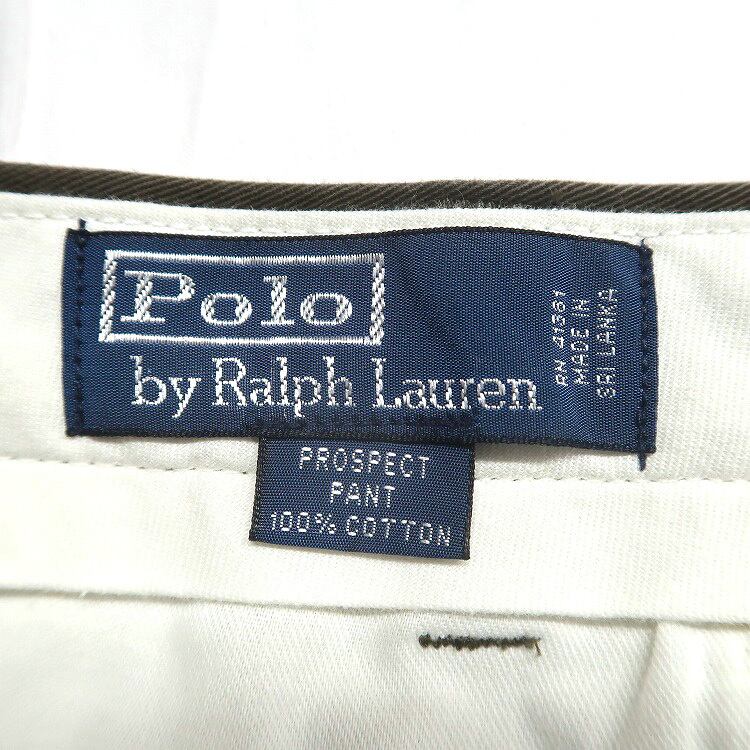 Polo
by Ralph Lauren
RN 41381
MADE IN
SRI LANKA
PROSPECT
PANT
100% COTTON